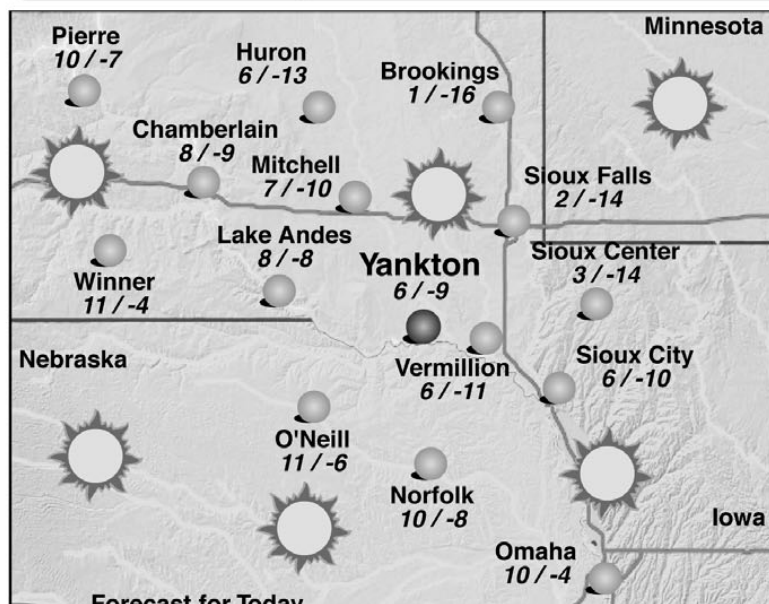 Pierre
10 / -7
Huron
6 / -13
Brookings
1 / -16
Minnesota
Chamberlain
8 / -9
Mitchell
7 / -10
Sioux Falls
2 / -14
Lake Andes
8 / -8
Yankton
6 / -9
Sioux Center
3 / -14
Winner
11 / -4
Nebraska
Vermillion
6 / -11
Sioux City
6 / -10
O'Neill
11 / -6
Norfolk
10 / -8
Iowa
Omaha
10 / -4
Forecast for Today